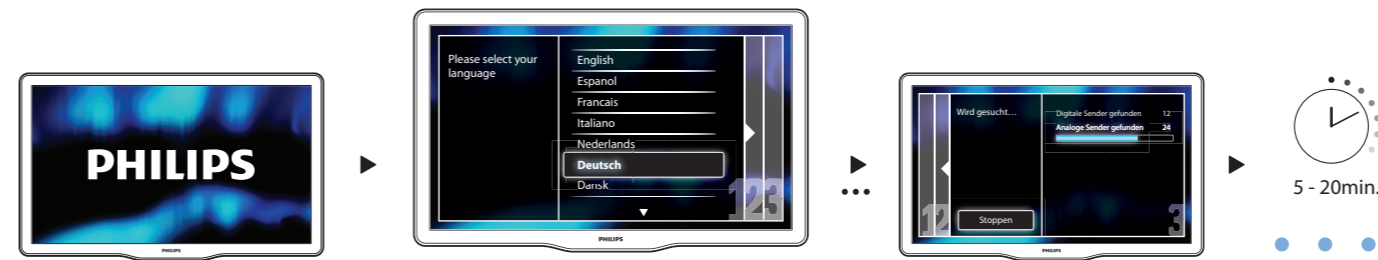 PHILIPS
PHILIPS
Please select your
language
English
Espanol
Francais
Italiano
Nederlands
Deutsch
Dansk
123
PHILIPS
Wird gesucht...
Digitale Sender gefunden 12
Analoge Sender gefunden 24
Stoppen
12
3
PHILIPS
5 - 20min.